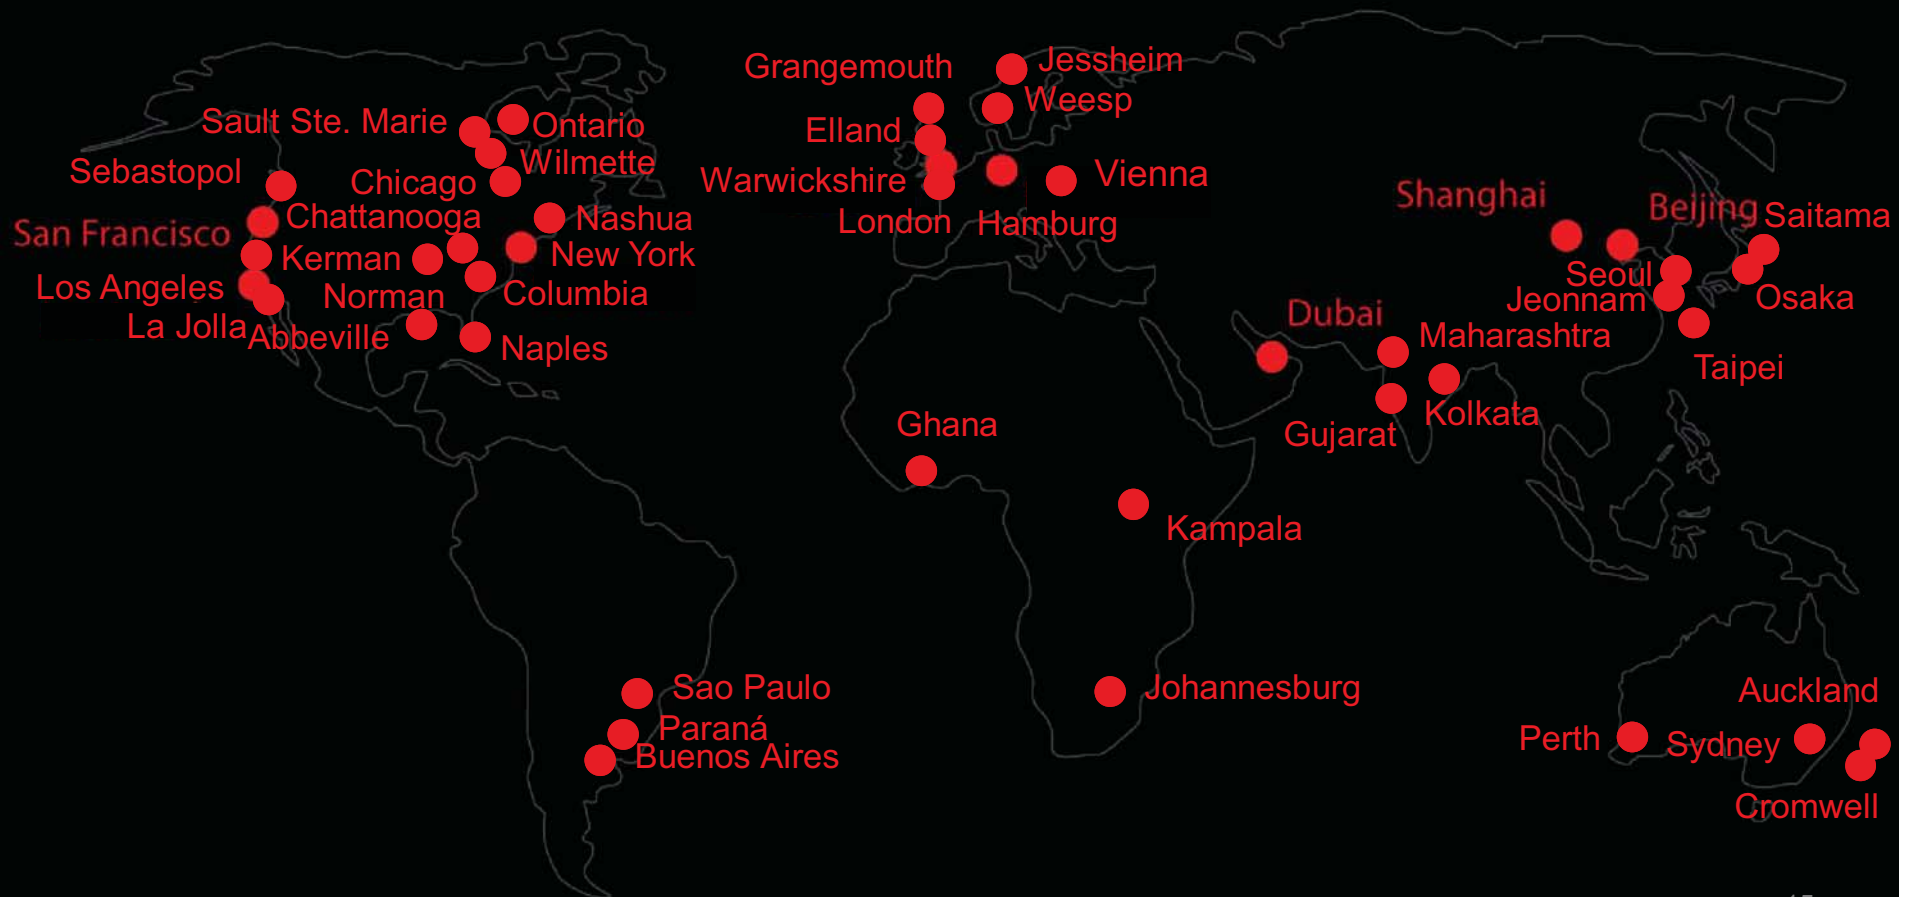 Grangemouth
Jessheim
Weesp
Sault Ste. Marie
Ontario
Elland
Wilmette
Sebastopol
Chicago
Warwickshire
Vienna
Shanghai
Beijing
Saitama
Chattanooga
Nashua
London
Hamburg
San Francisco
Kerman
New York
Seoul
Los Angeles
Norman
Columbia
Jeonnam
Osaka
La Jolla
Abbeville
Naples
Dubai
Maharashtra
Taipei
Ghana
Gujarat
Kolkata
Kampala
Sao Paulo
Johannesburg
Auckland
Paraná
Buenos Aires
Perth
Sydney
Cromwell